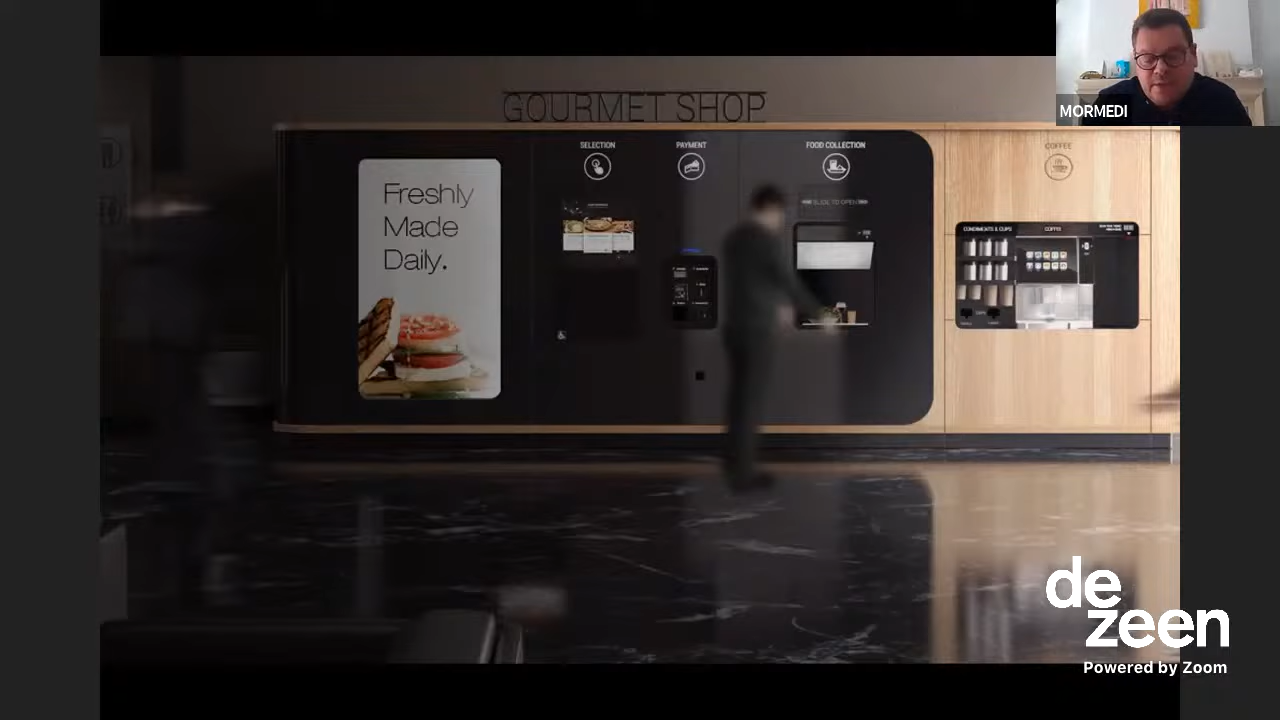 GOURMET SHOP
MORMEDI
SELECTION
PAYMENT
FOOD COLLECTION
COFFEE
SLIDE TO OPEN
Freshly
Made
Daily.
CONDIMENTS & CUPS
COFFEE
de
zeen
Powered by Zoom